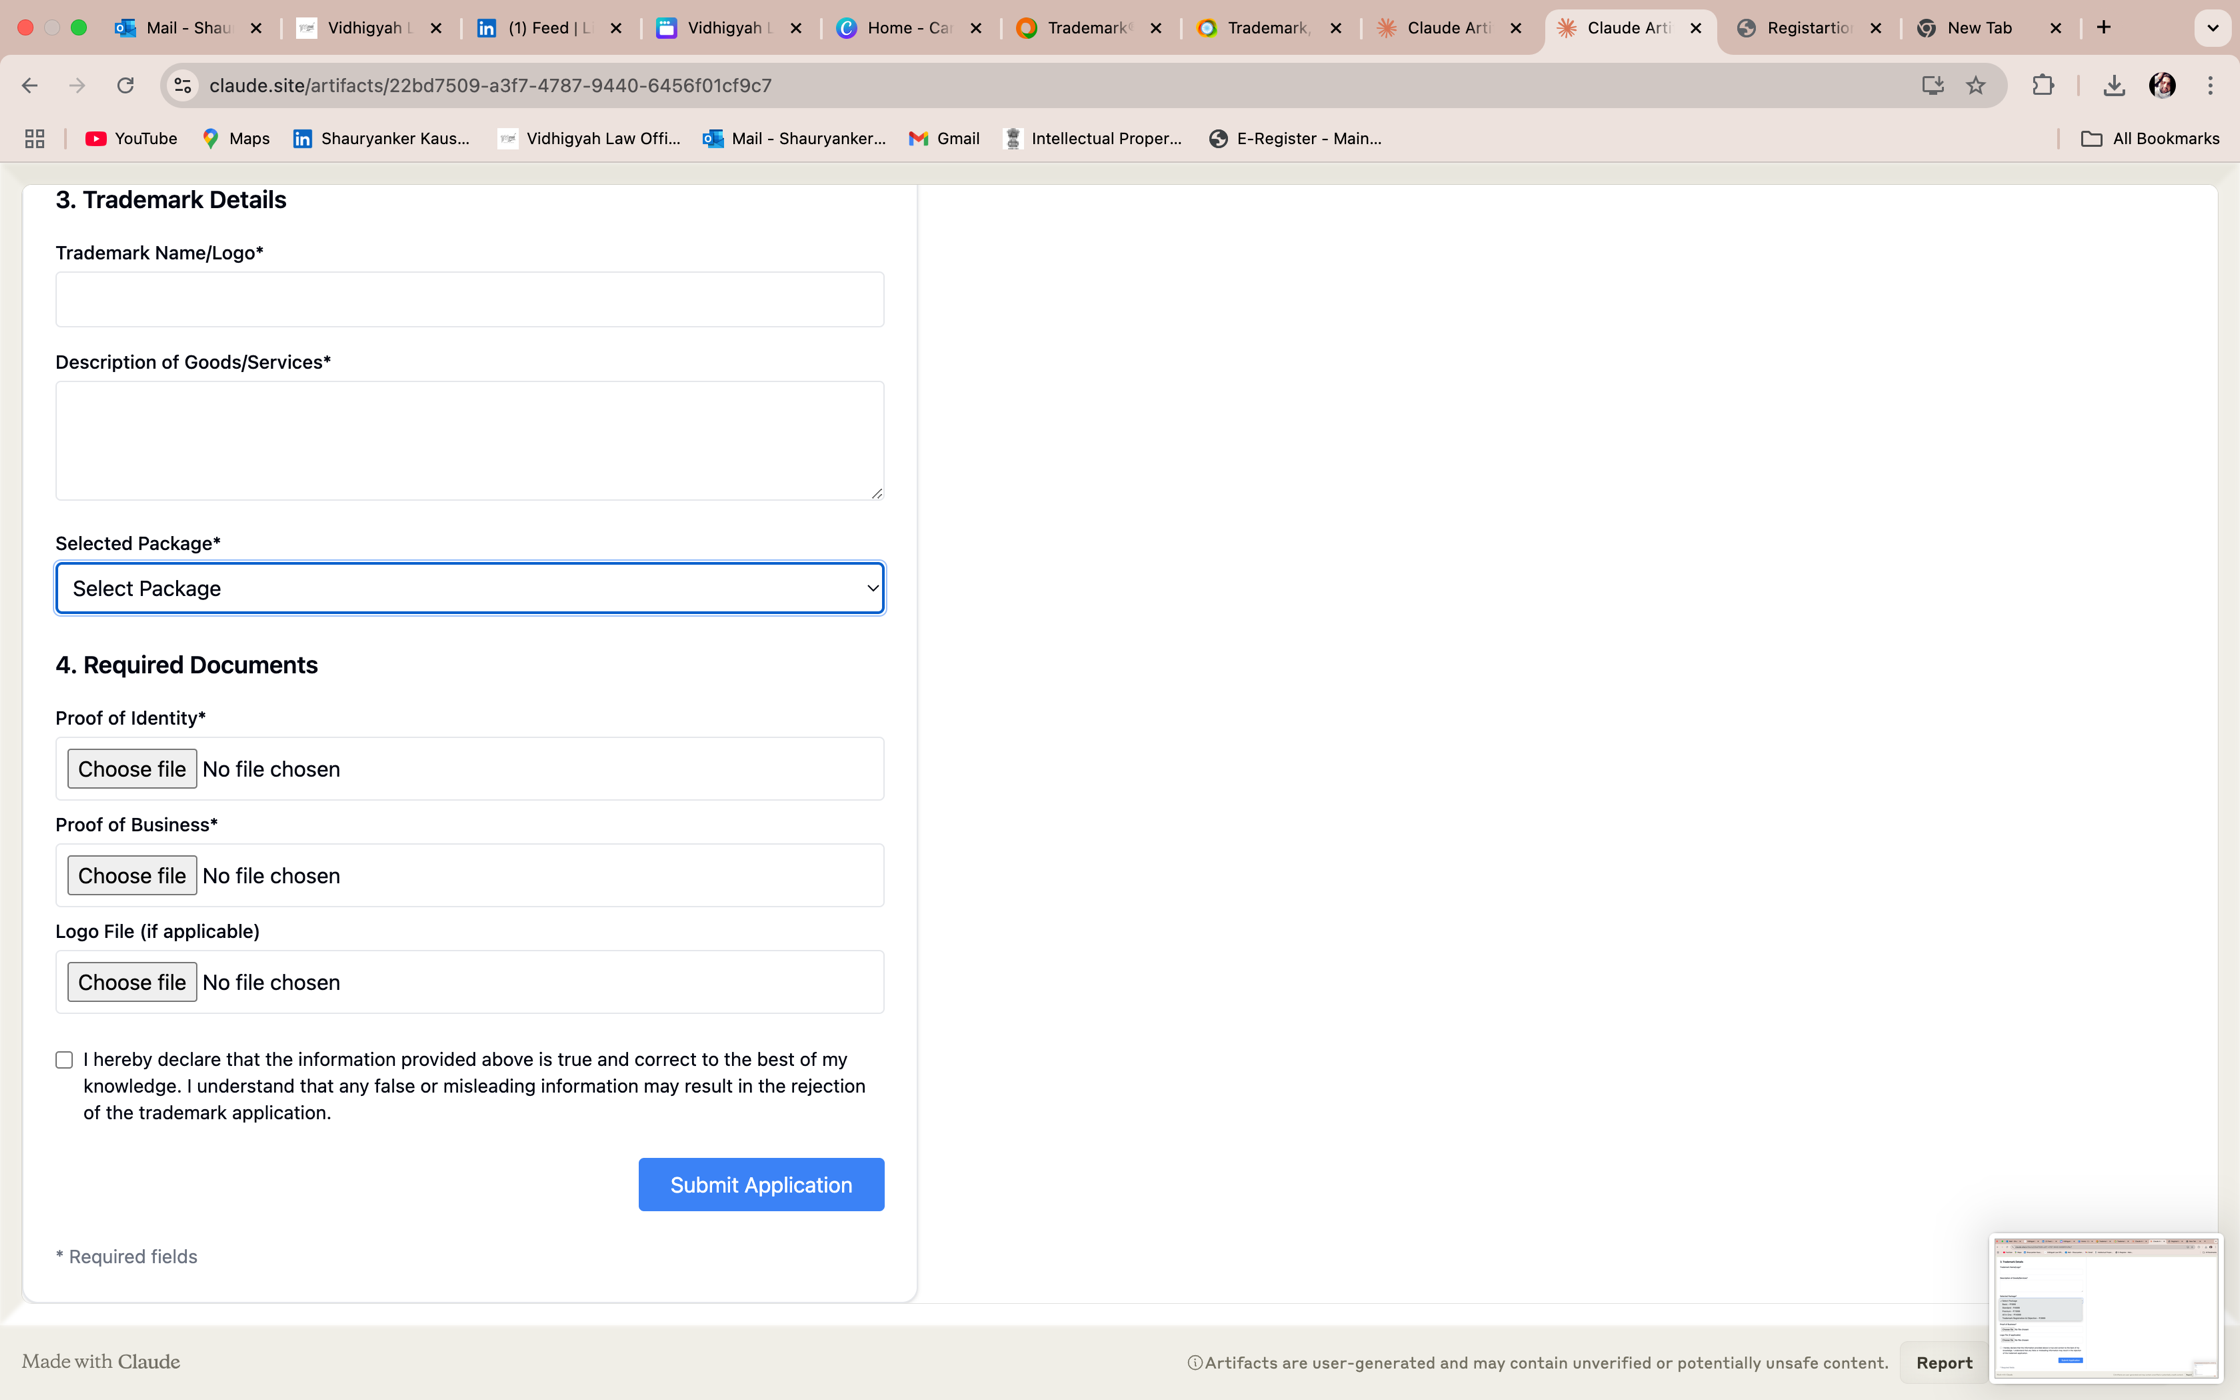 Mail - Shau
Vidhigyah L
(1) Feed | L
Vidhigyah L
Home - Ca
Trademark
Trademark,
Claude Arti
Claude Arti
Registartio
New Tab
claude.site/artifacts/22bd7509-a3f7-4787-9440-6456f01cf9c7
YouTube
Maps
Shauryanker Kaus...
Vidhigyah Law Offi...
Mail - Shauryanker...
Gmail
Intellectual Proper...
E-Register - Main...
All Bookmarks
3. Trademark Details
Trademark Name/Logo*
Description of Goods/Services*
Selected Package*
Select Package
4. Required Documents
Proof of Identity*
Choose file No file chosen
Proof of Business*
Choose file No file chosen
Logo File (if applicable)
Choose file No file chosen
I hereby declare that the information provided above is true and correct to the best of my
knowledge. I understand that any false or misleading information may result in the rejection
of the trademark application.
Submit Application
* Required fields
Made with Claude
Artifacts are user-generated and may contain unverified or potentially unsafe content.
Report